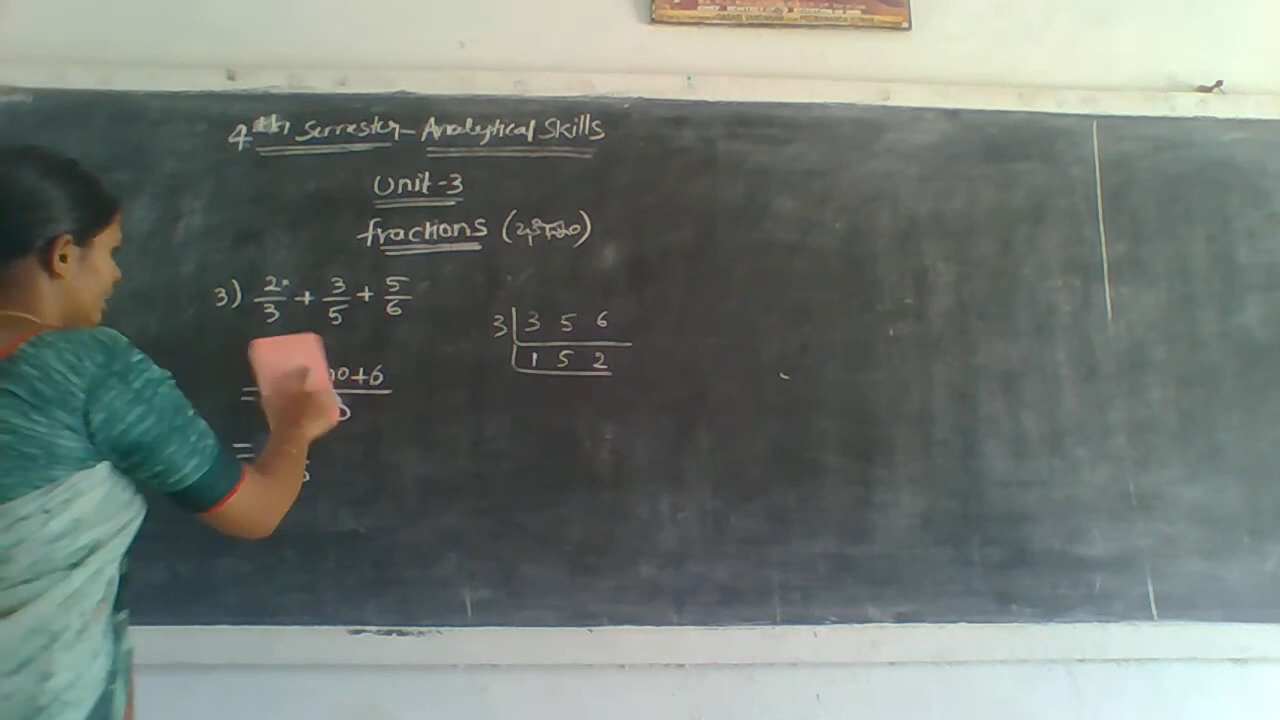 4th Semester - Analytical Skills
Unit-3
fractions
3) 2/3 + 3/5 + 5/6
3 | 3 5 6
1 5 2
= +6
=